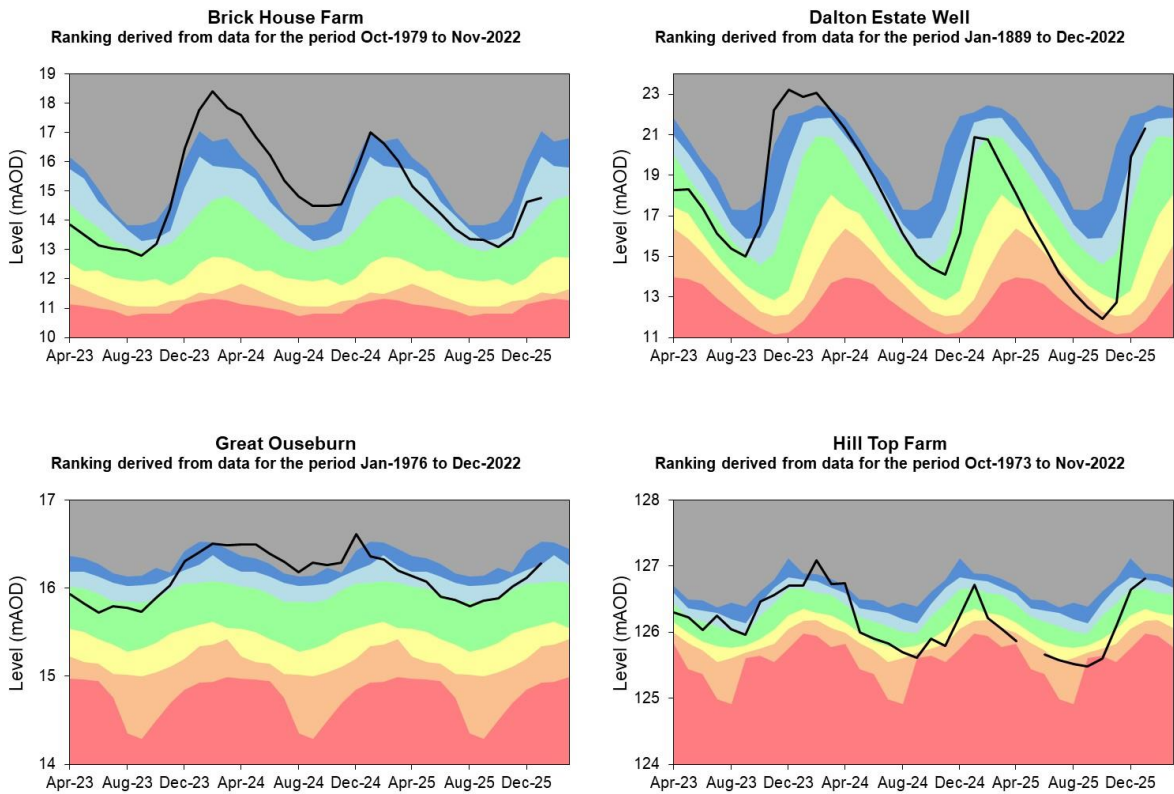 Brick House Farm
Ranking derived from data for the period Oct-1979 to Nov-2022
Level (mAOD)
19
18
17
16
15
14
13
12
11
10
Apr-23 Aug-23 Dec-23 Apr-24 Aug-24 Dec-24 Apr-25 Aug-25 Dec-25
Dalton Estate Well
Ranking derived from data for the period Jan-1889 to Dec-2022
Level (mAOD)
23
21
19
17
15
13
11
Apr-23 Aug-23 Dec-23 Apr-24 Aug-24 Dec-24 Apr-25 Aug-25 Dec-25
Great Ouseburn
Ranking derived from data for the period Jan-1976 to Dec-2022
Level (mAOD)
17
16
15
14
Apr-23 Aug-23 Dec-23 Apr-24 Aug-24 Dec-24 Apr-25 Aug-25 Dec-25
Hill Top Farm
Ranking derived from data for the period Oct-1973 to Nov-2022
Level (mAOD)
128
127
126
125
124
Apr-23 Aug-23 Dec-23 Apr-24 Aug-24 Dec-24 Apr-25 Aug-25 Dec-25